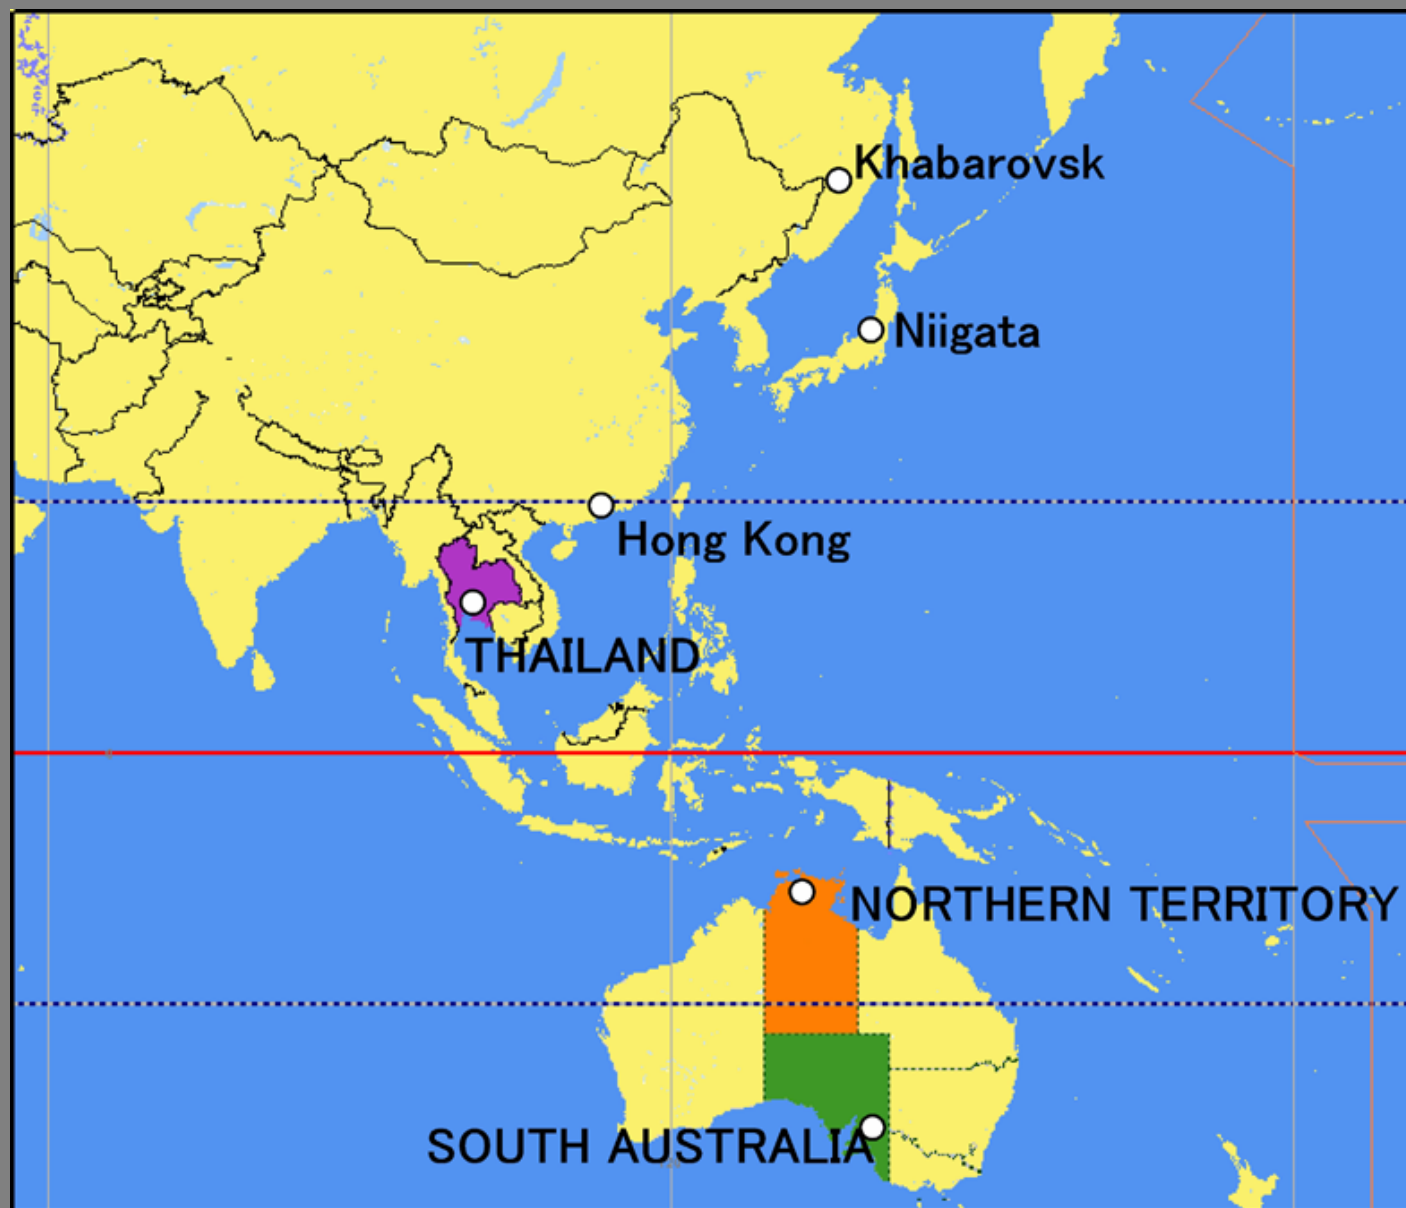 Khabarovsk
Niigata
Hong Kong
THAILAND
NORTHERN TERRITORY
SOUTH AUSTRALIA